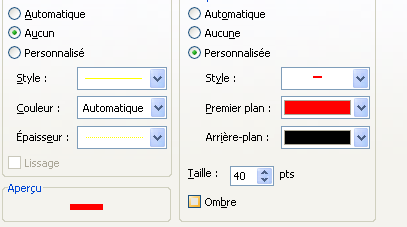 Automatique
Aucun
Personnalisé
Style :
Couleur :
Automatique
Épaisseur :
Lissage
Aperçu
Automatique
Aucune
Personnalisée
Style :
Premier plan :
Arrière-plan :
Taille :
40
pts
Ombre